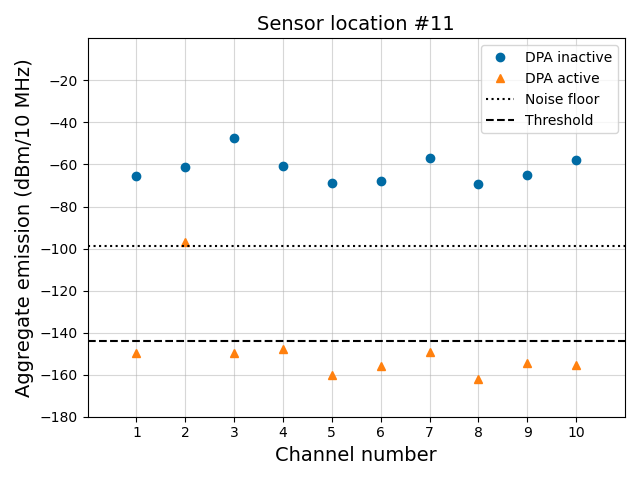 Sensor location #11
DPA inactive
DPA active
Noise floor
Threshold
Aggregate emission (dBm/10 MHz)
−20
−40
−60
−80
−100
−120
−140
−160
−180
1 2 3 4 5 6 7 8 9 10
Channel number